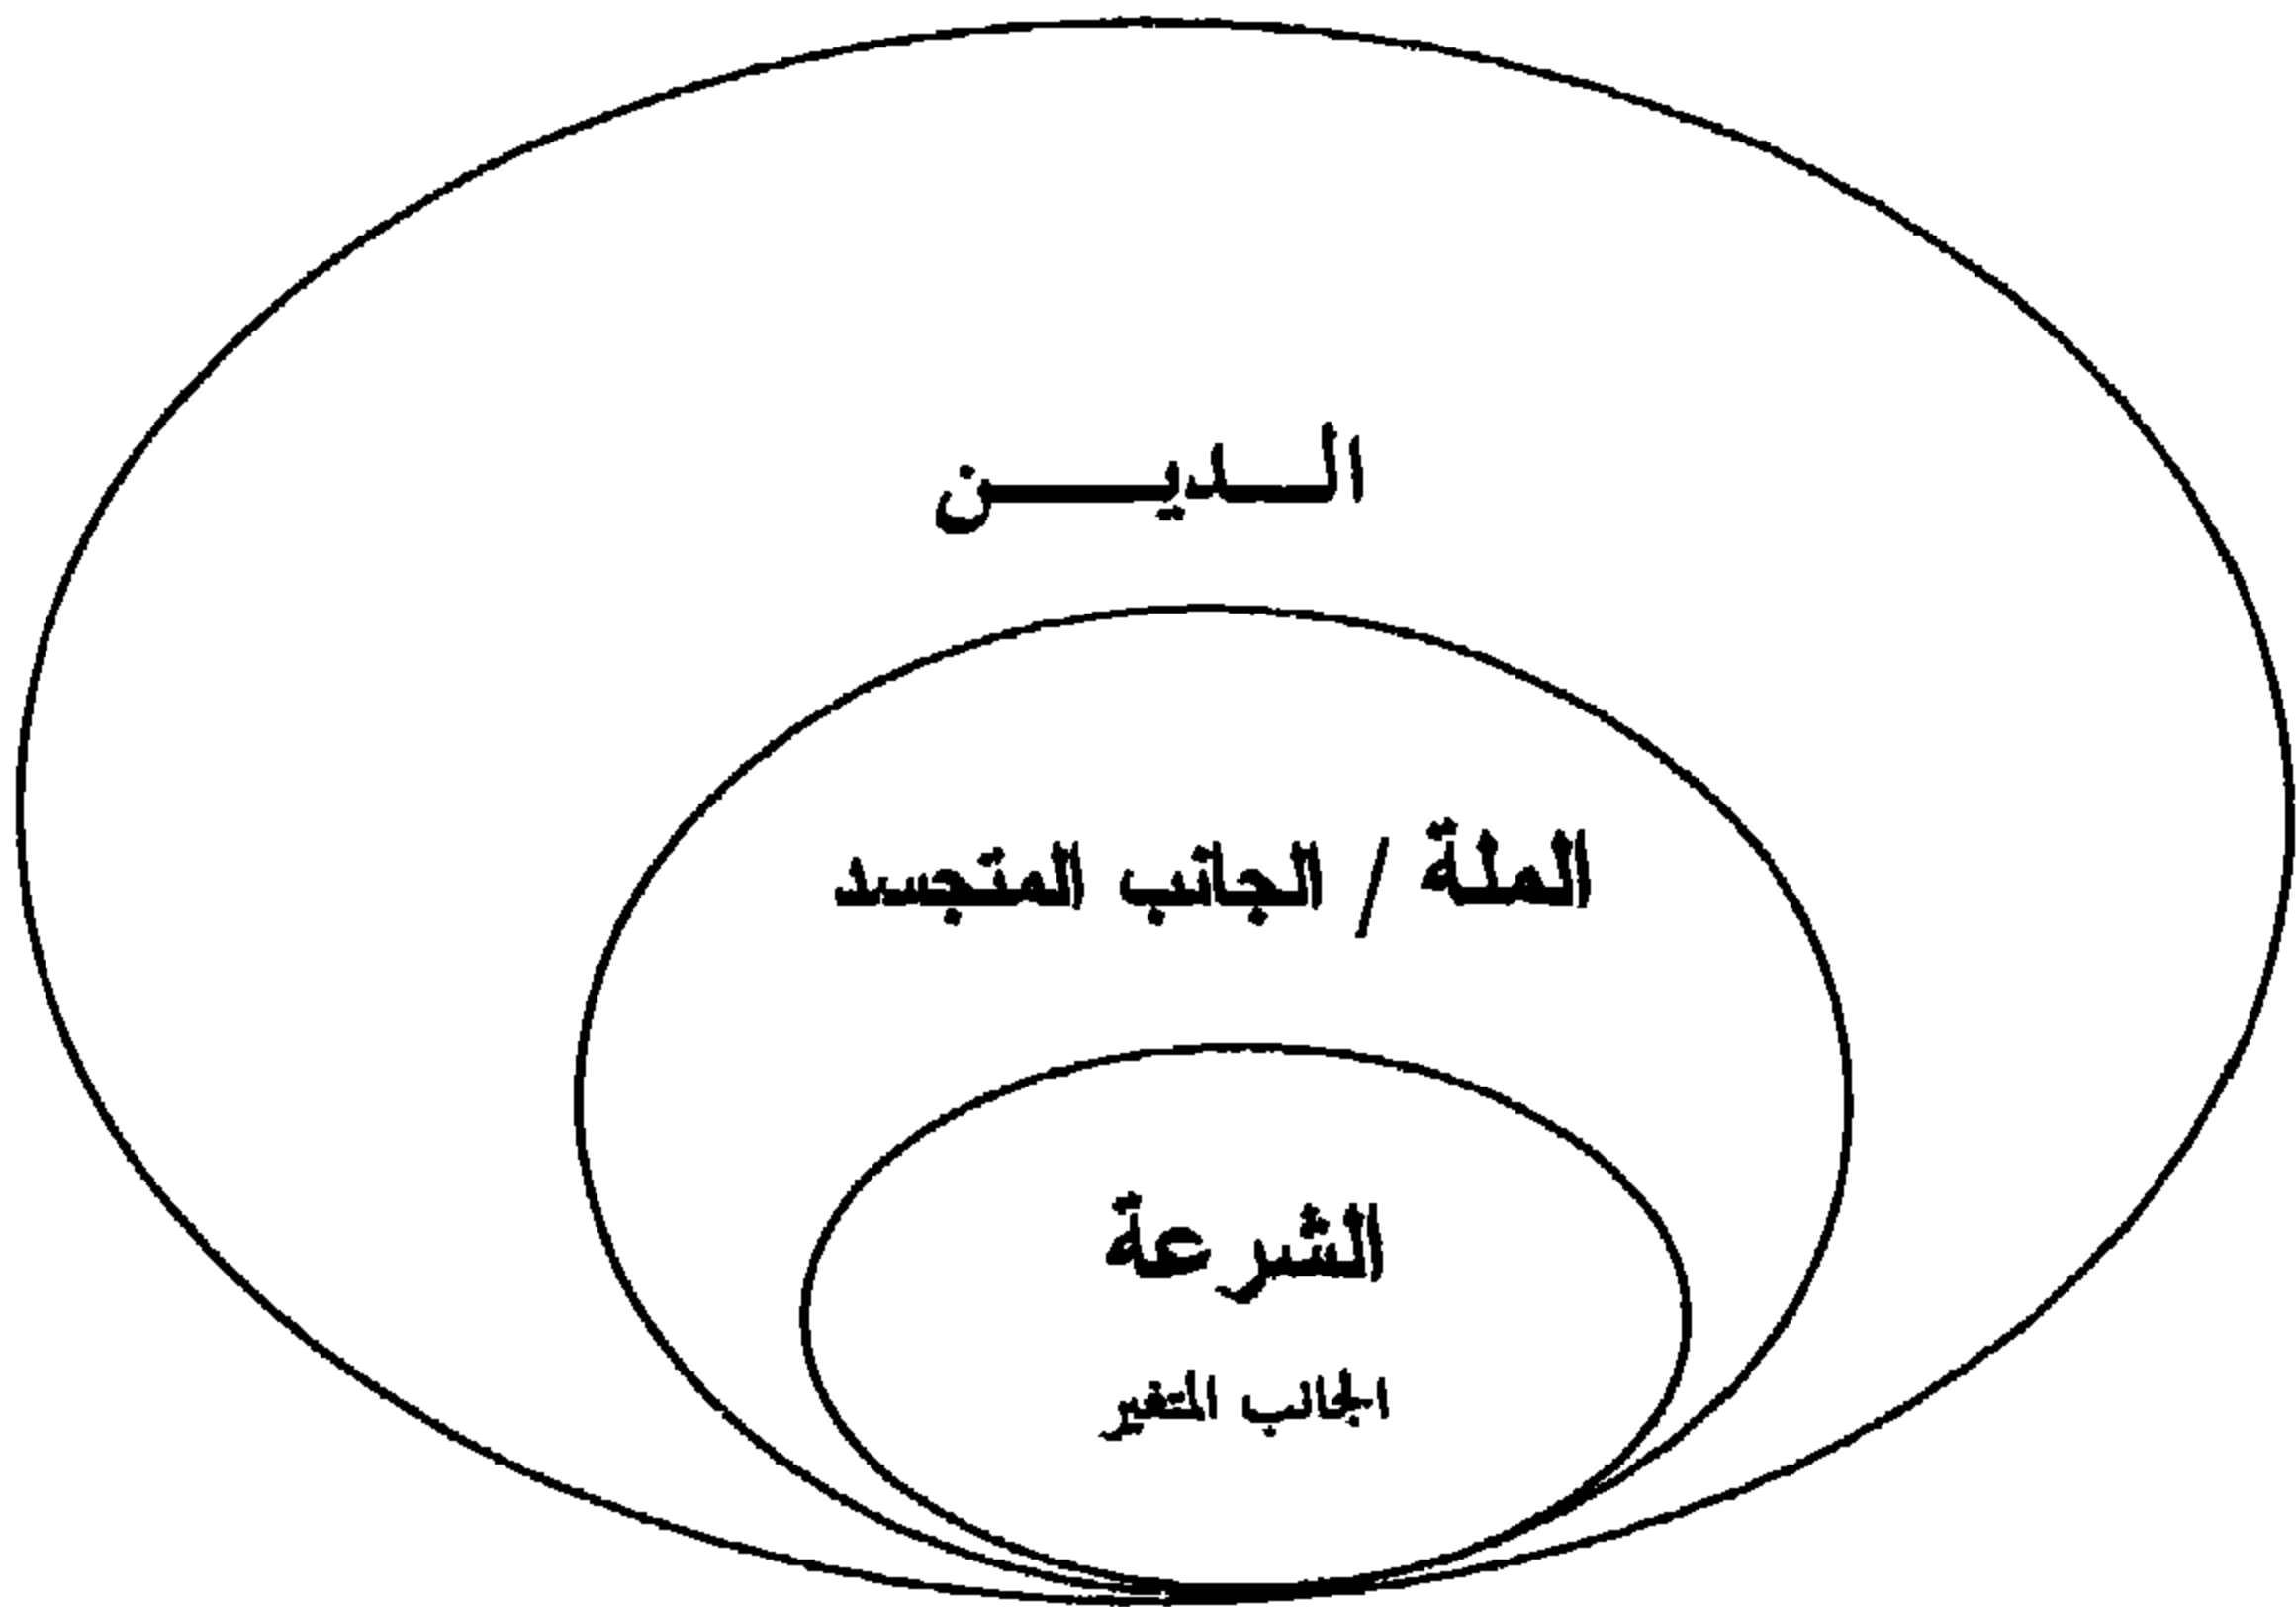 الـــديـــــن
الملة / الجانب المتجسد
الشرعة
الجانب المتغير